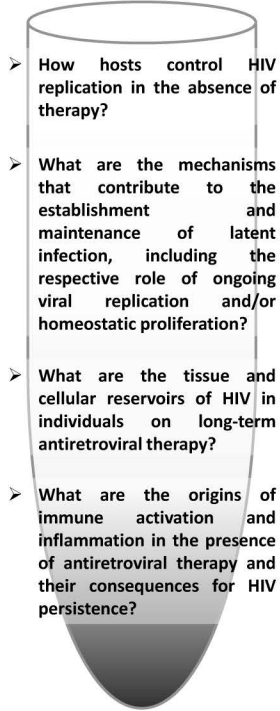 ➢ How hosts control HIV
replication in the absence of
therapy?
➢ What are the mechanisms
that contribute to the
establishment and
maintenance of latent
infection, including the
respective role of ongoing
viral replication and/or
homeostatic proliferation?
➢ What are the tissue and
cellular reservoirs of HIV in
individuals on long-term
antiretroviral therapy?
➢ What are the origins of
immune activation and
inflammation in the presence
of antiretroviral therapy and
their consequences for HIV
persistence?